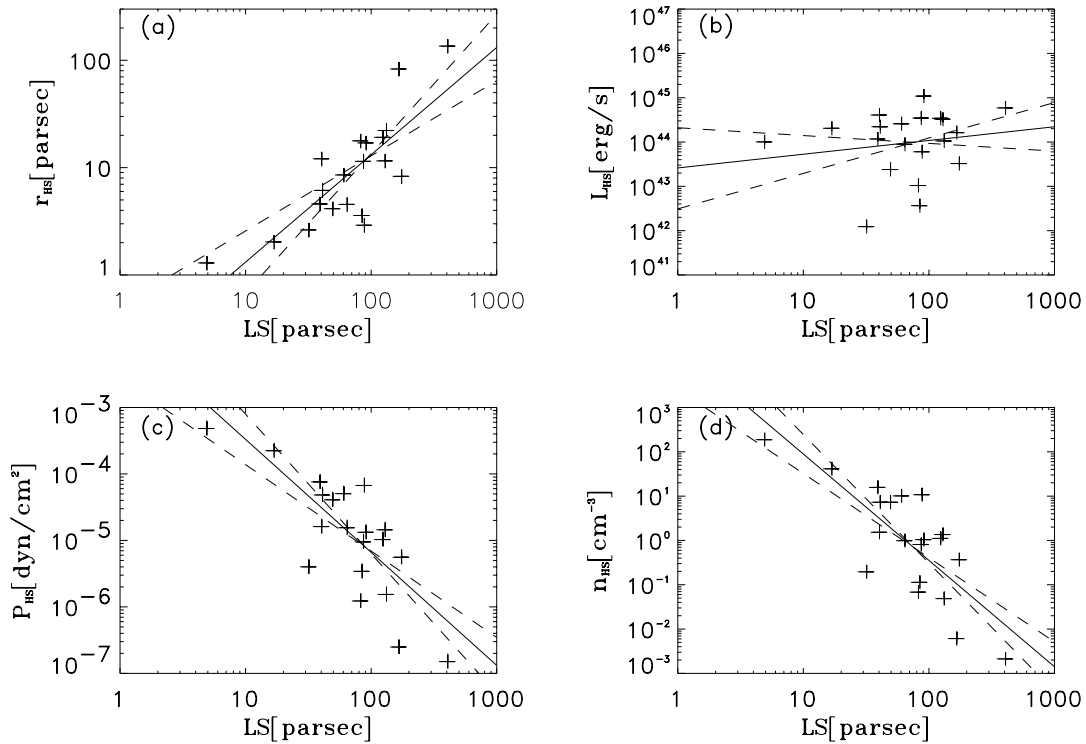 (a)
100
10
1
r_HS[parsec]
1 10 100 1000
LS[parsec]
(b)
10^47
10^46
10^45
10^44
10^43
10^42
10^41
L_HS[erg/s]
1 10 100 1000
LS[parsec]
(c)
10^-3
10^-4
10^-5
10^-6
10^-7
P_HS[dyn/cm²]
1 10 100 1000
LS[parsec]
(d)
10^3
10^2
10^1
10^0
10^-1
10^-2
10^-3
n_HS[cm^-3]
1 10 100 1000
LS[parsec]